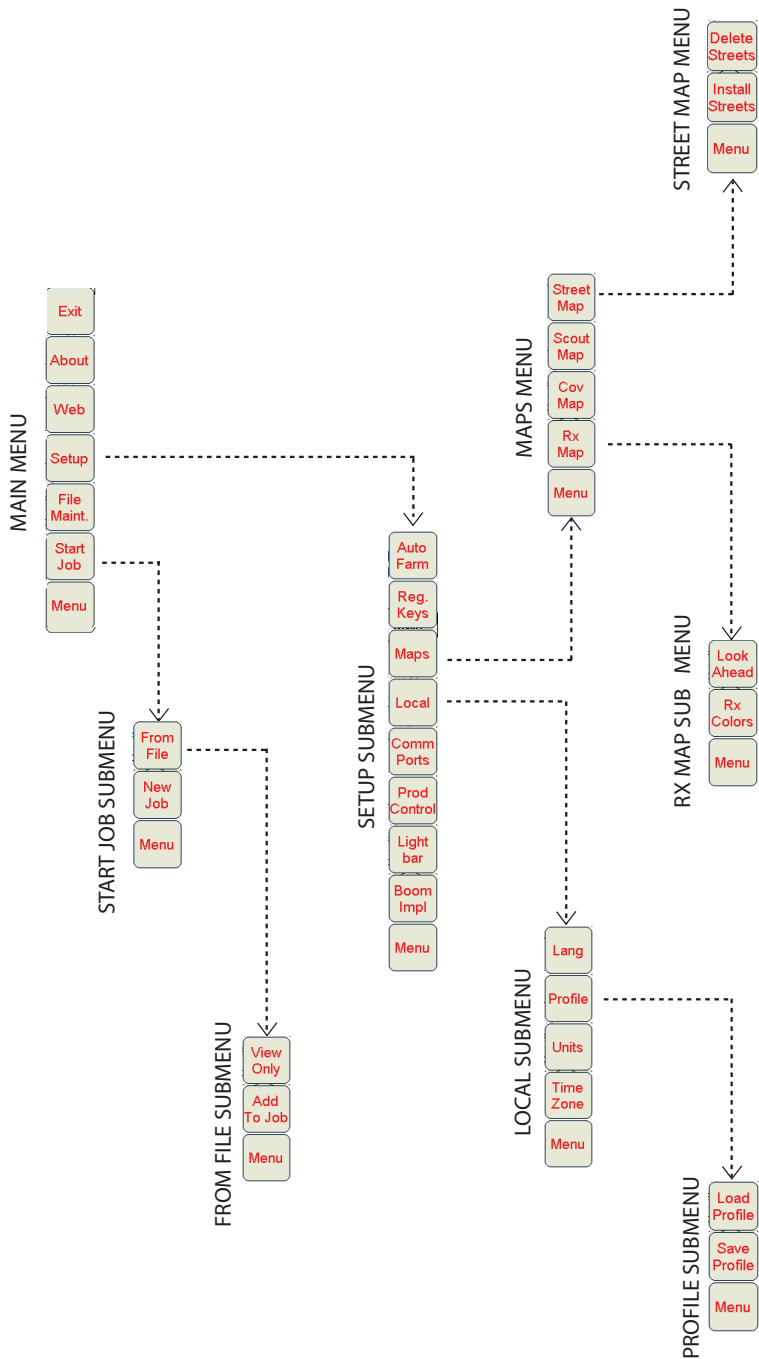 MAIN MENU
Exit
About
Web
Setup
File
Maint.
Start
Job
Menu
START JOB SUBMENU
From
File
New
Job
Menu
FROM FILE SUBMENU
View
Only
Add
To Job
Menu
SETUP SUBMENU
Auto
Farm
Reg.
Keys
Maps
Local
Comm
Ports
Prod
Control
Light
bar
Boom
Impl
Menu
MAPS MENU
Street
Map
Scout
Map
Cov
Map
Rx
Map
Menu
STREET MAP MENU
Delete
Streets
Install
Streets
Menu
RX MAP SUB MENU
Look
Ahead
Rx
Colors
Menu
LOCAL SUBMENU
Lang
Profile
Units
Time
Zone
Menu
PROFILE SUBMENU
Load
Profile
Save
Profile
Menu